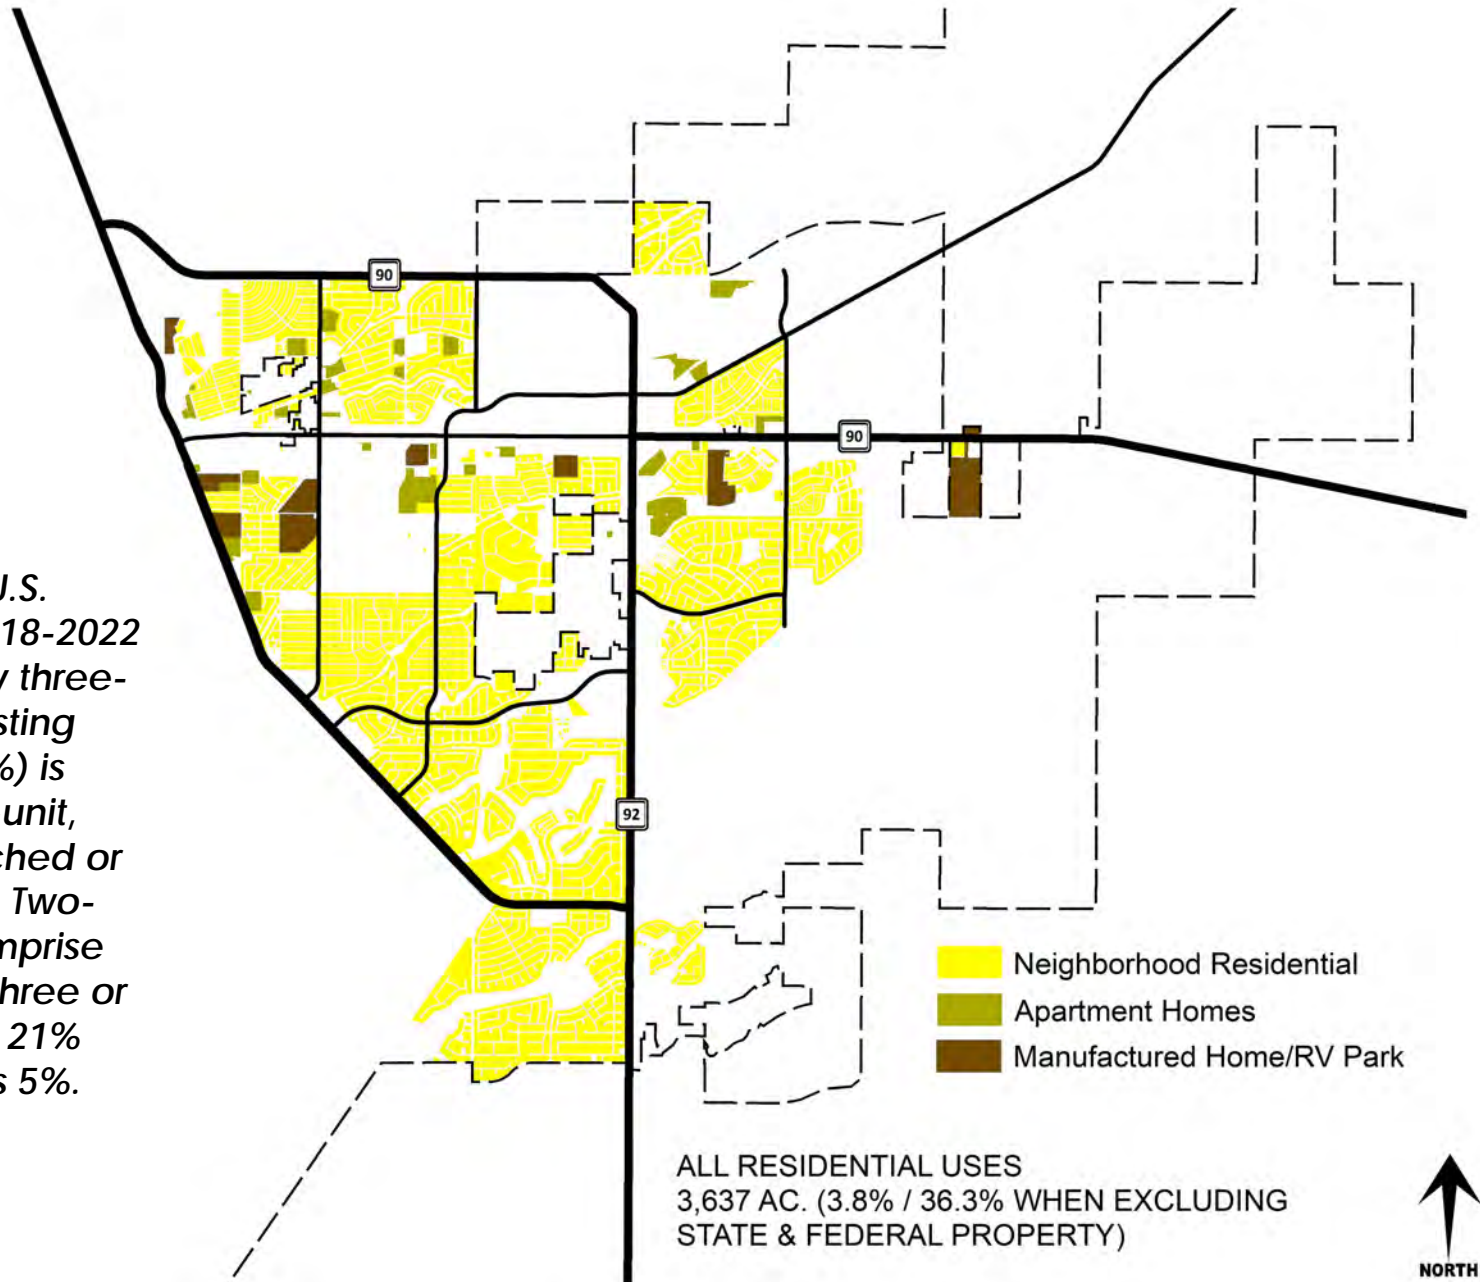 90
90
J.S.
18-2022
y three-
sting
%) is
unit,
ched or
Two-
mprise
hree or
21%
s 5%.
92
Neighborhood Residential
Apartment Homes
Manufactured Home/RV Park
ALL RESIDENTIAL USES
3,637 AC. (3.8% / 36.3% WHEN EXCLUDING
STATE & FEDERAL PROPERTY)
NORTH